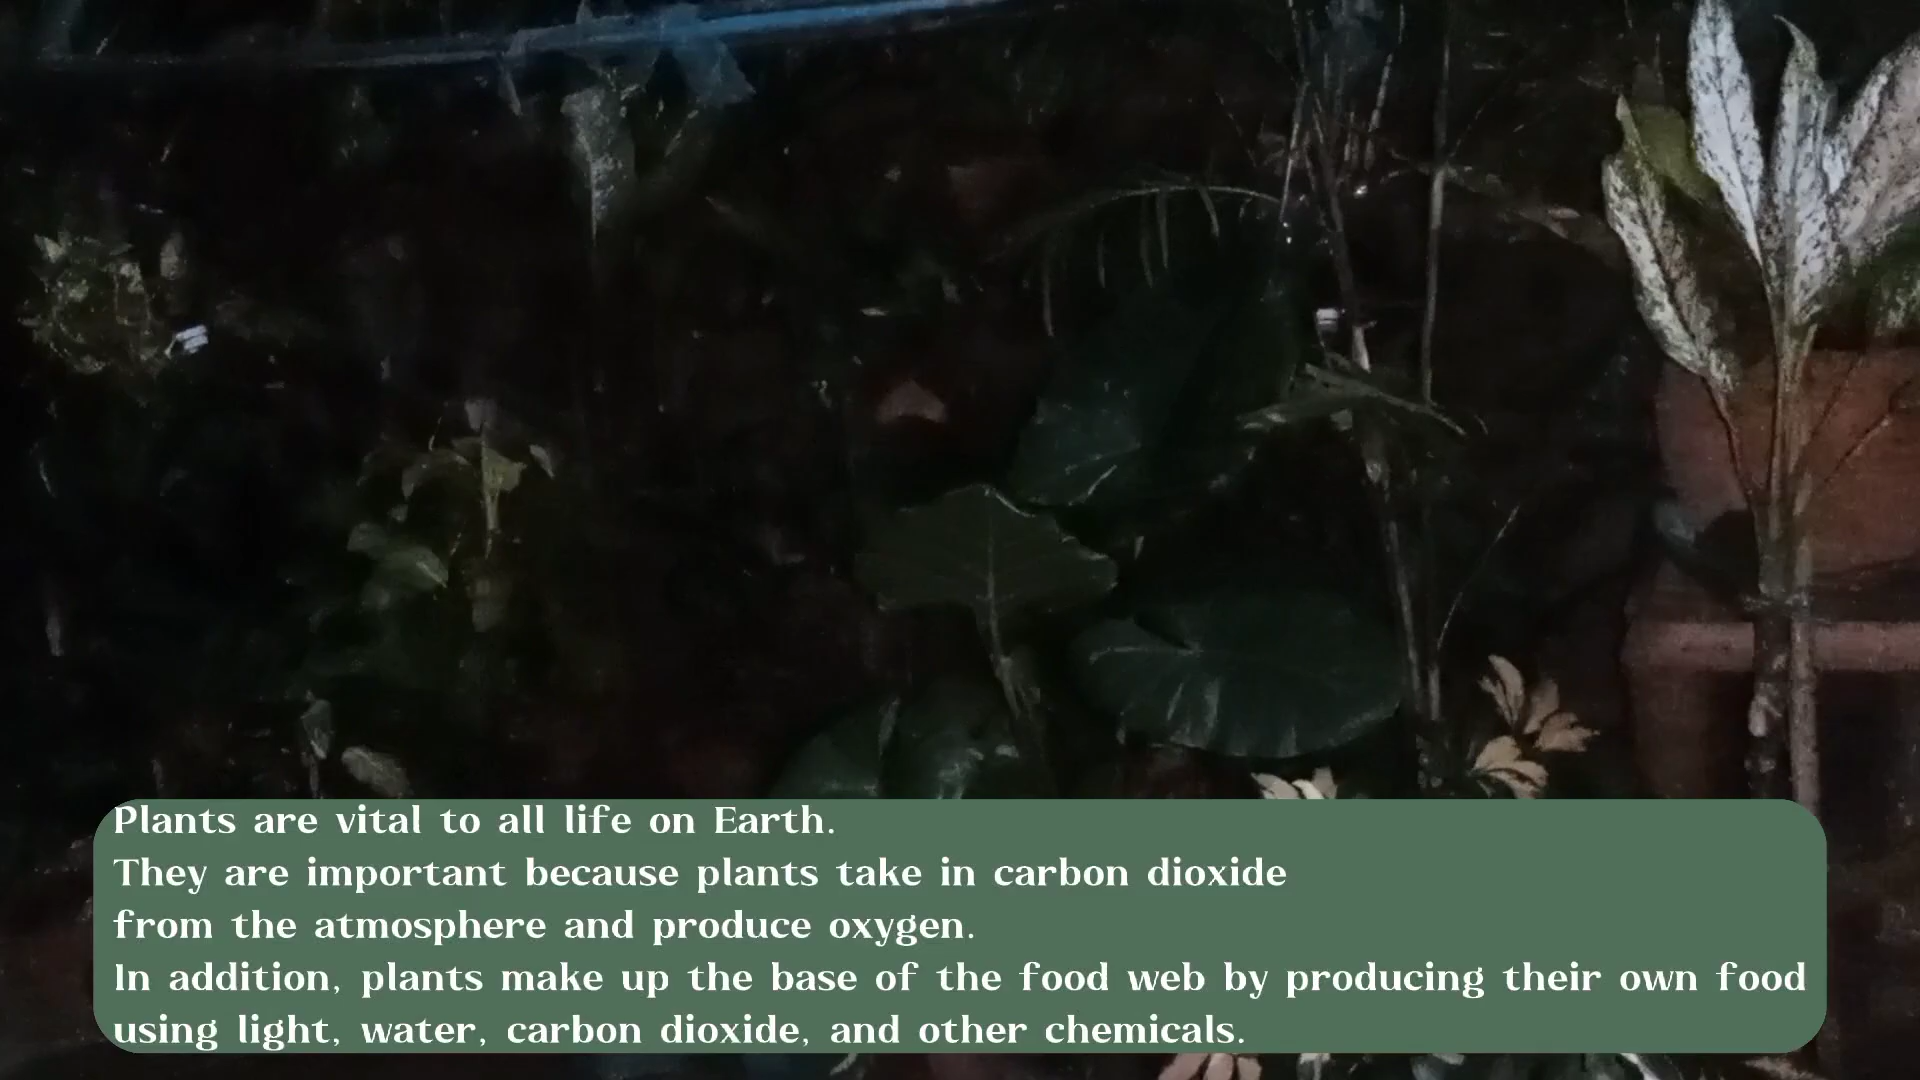 Plants are vital to all life on Earth.
They are important because plants take in carbon dioxide
from the atmosphere and produce oxygen.
In addition, plants make up the base of the food web by producing their own food
using light, water, carbon dioxide, and other chemicals.